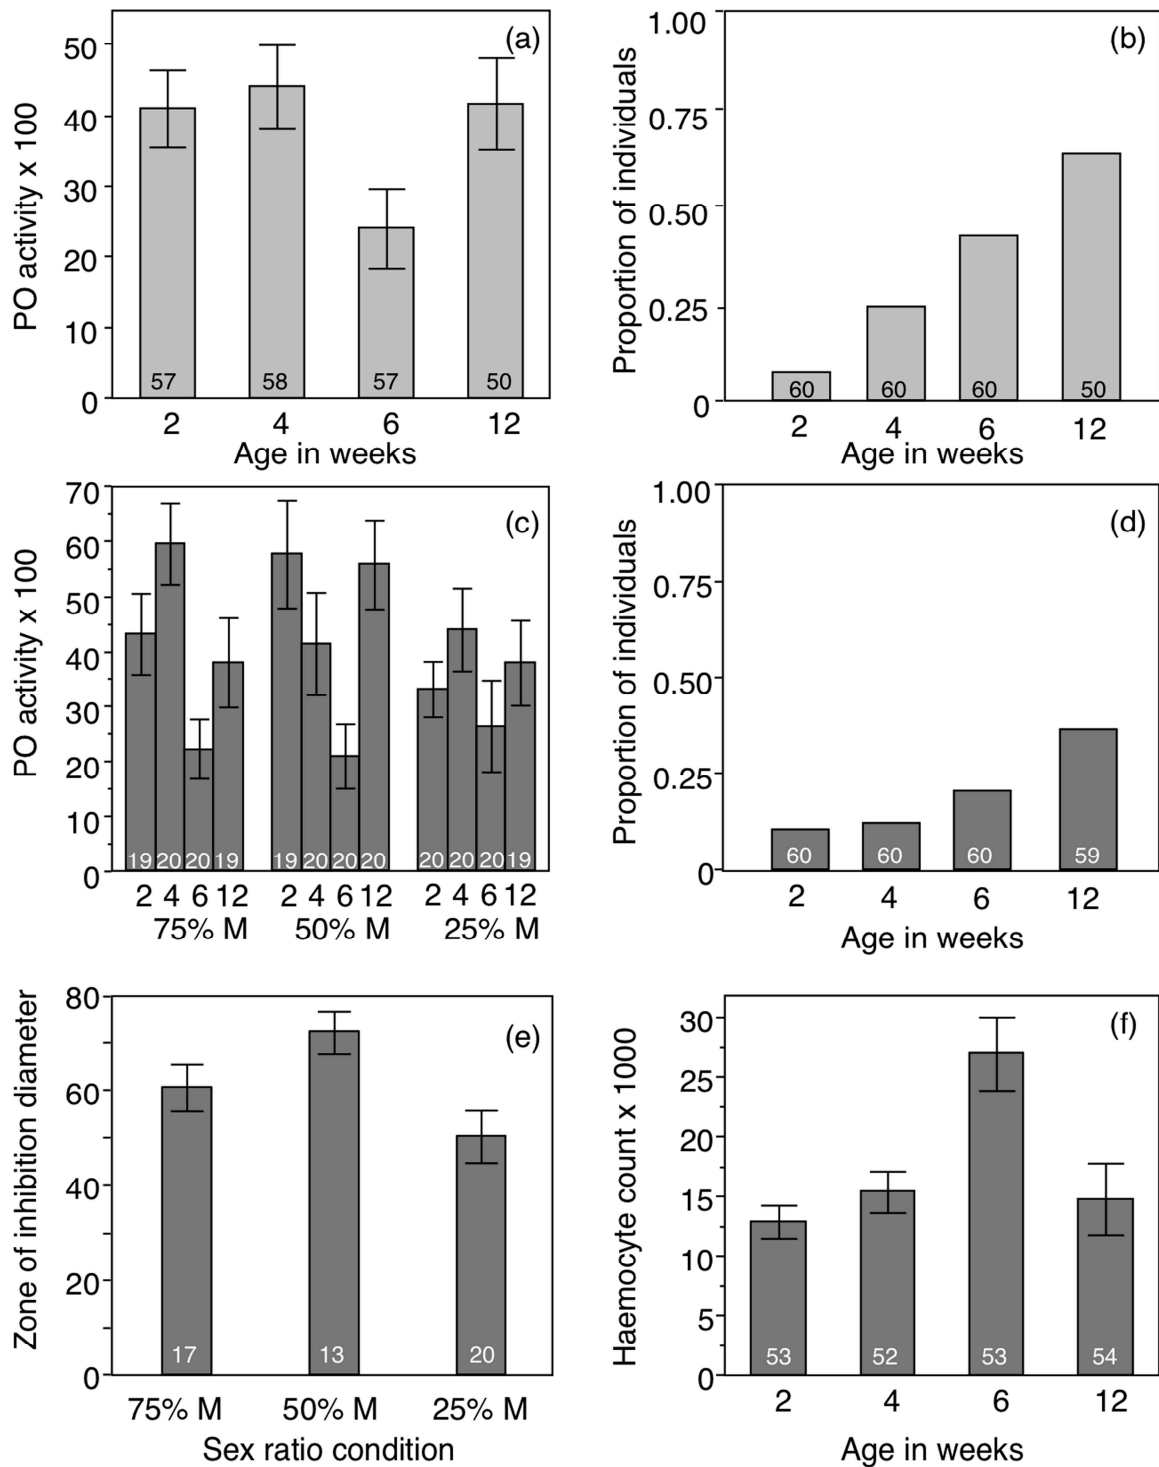 (a)
PO activity x 100
50
40
30
20
10
0
57 58 57 50
2 4 6 12
Age in weeks
(b)
Proportion of individuals
1.00
0.75
0.50
0.25
0
60 60 60 50
2 4 6 12
Age in weeks
(c)
PO activity x 100
70
60
50
40
30
20
10
0
19 20 20 19 19 20 20 20 20 20 20 19
2 4 6 12 2 4 6 12 2 4 6 12
75% M 50% M 25% M
(d)
Proportion of individuals
1.00
0.75
0.50
0.25
0
60 60 60 59
2 4 6 12
Age in weeks
(e)
Zone of inhibition diameter
80
60
40
20
0
17 13 20
75% M 50% M 25% M
Sex ratio condition
(f)
Haemocyte count x 1000
30
25
20
15
10
5
0
53 52 53 54
2 4 6 12
Age in weeks